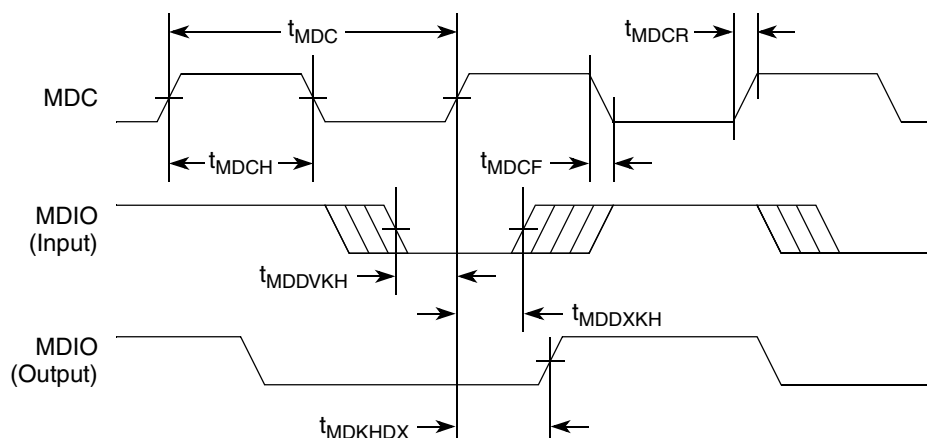 tMDC
tMDCR
MDC
tMDCH
tMDCF
MDIO
(Input)
tMDDVKH
tMDDXKH
MDIO
(Output)
tMDKHDX